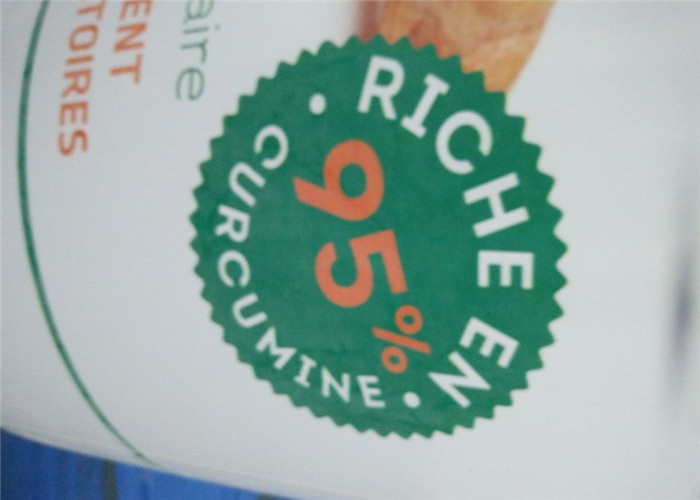 aire
ENT
TOIRES
RICHE EN
95%
CURCUMINE